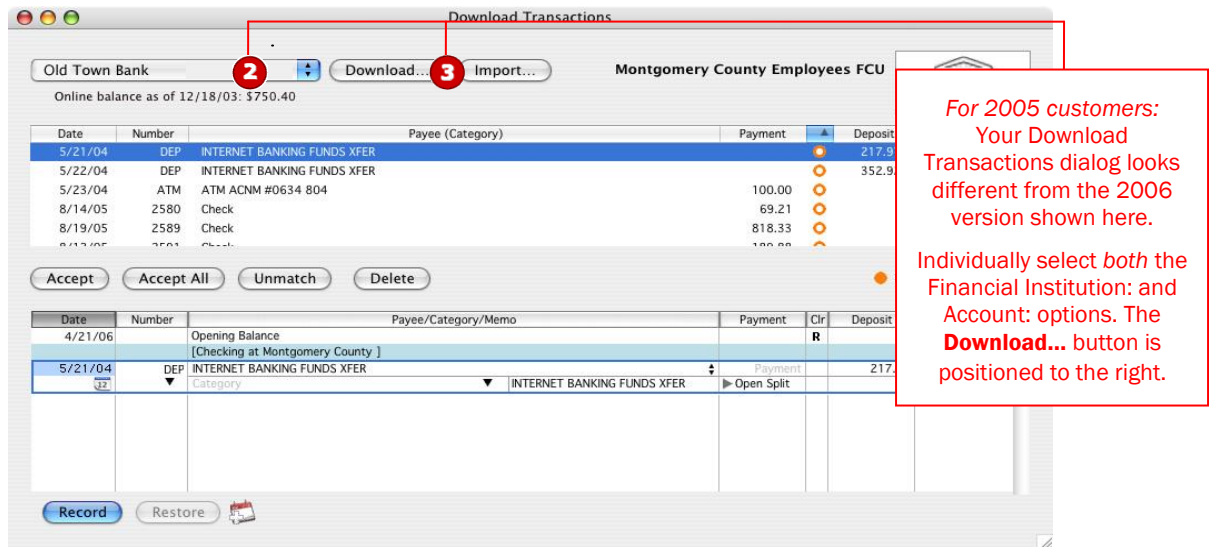 Download Transactions
Old Town Bank
2
Download...
3
Import...
Montgomery County Employees FCU
Online balance as of 12/18/03: $750.40
Date Number Payee (Category) Payment Deposit
5/21/04 DEP INTERNET BANKING FUNDS XFER 217.9
5/22/04 DEP INTERNET BANKING FUNDS XFER 352.9
5/23/04 ATM ATM ACNM #0634 804 100.00
8/14/05 2580 Check 69.21
8/19/05 2589 Check 818.33
Accept Accept All Unmatch Delete
Date Number Payee/Category/Memo Payment Clr Deposit
4/21/06 Opening Balance R
[Checking at Montgomery County ]
5/21/04 DEP INTERNET BANKING FUNDS XFER Payment 217.
12 Category INTERNET BANKING FUNDS XFER Open Split
Record Restore
For 2005 customers:
Your Download
Transactions dialog looks
different from the 2006
version shown here.
Individually select both the
Financial Institution: and
Account: options. The
Download... button is
positioned to the right.